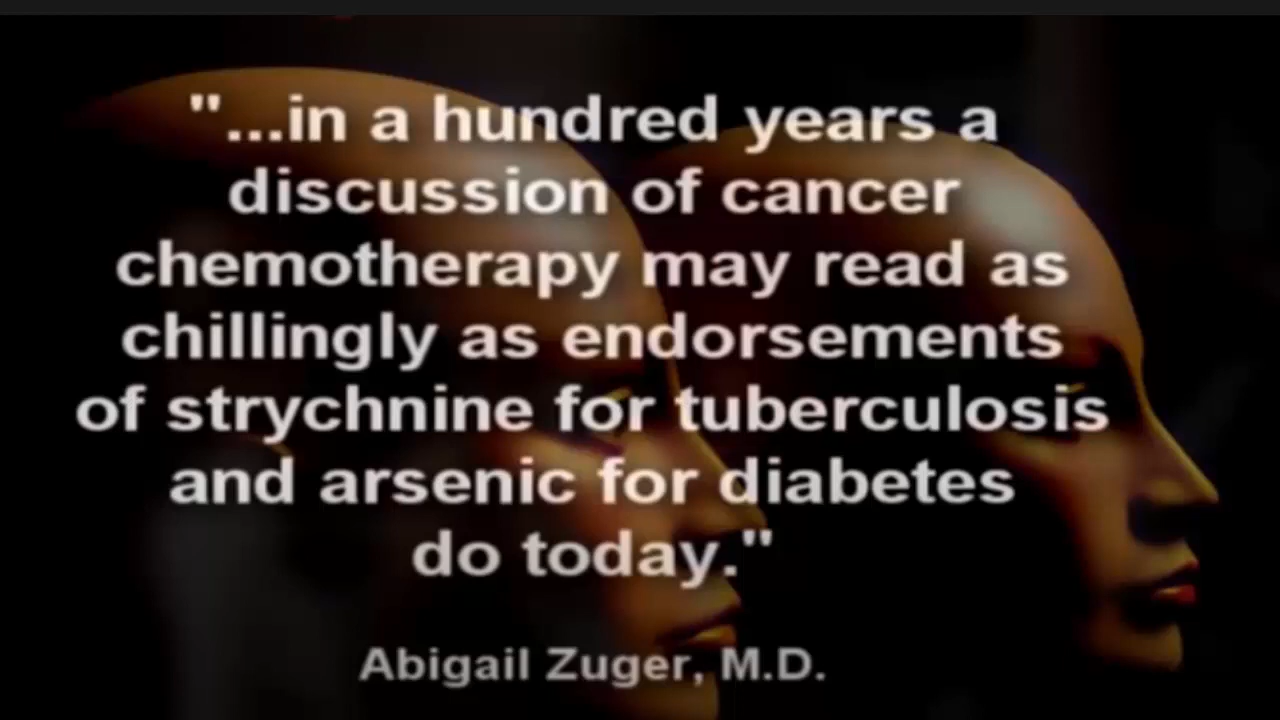 "...in a hundred years a
discussion of cancer
chemotherapy may read as
chillingly as endorsements
of strychnine for tuberculosis
and arsenic for diabetes
do today."
Abigail Zuger, M.D.